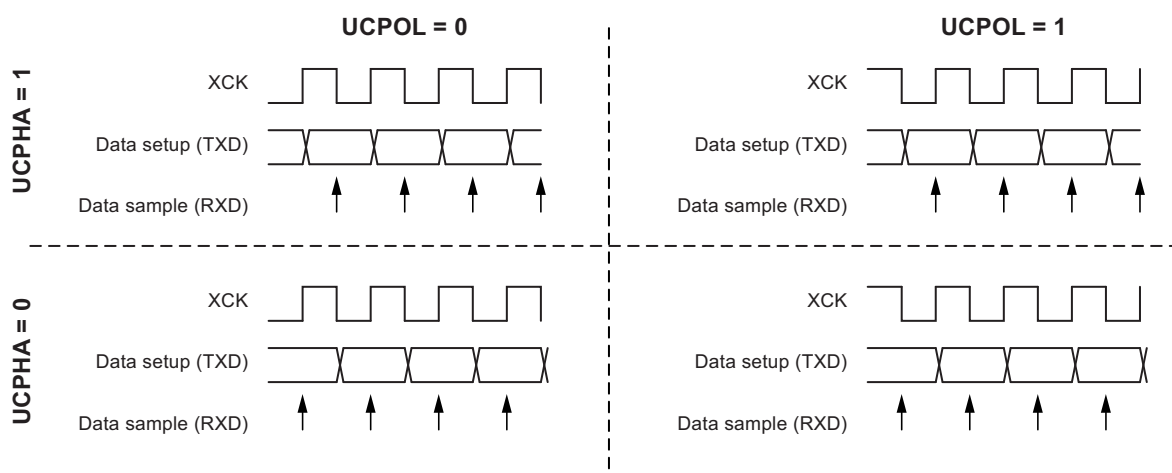 UCPOL = 0
UCPOL = 1
UCPHA = 1
XCK
Data setup (TXD)
Data sample (RXD)
XCK
Data setup (TXD)
Data sample (RXD)
UCPHA = 0
XCK
Data setup (TXD)
Data sample (RXD)
XCK
Data setup (TXD)
Data sample (RXD)